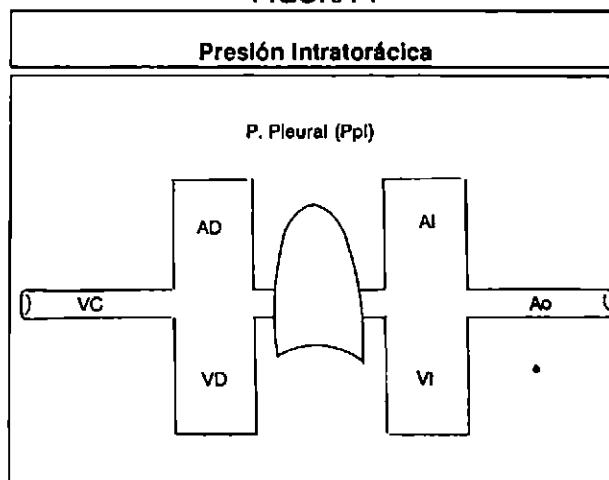 Presión Intratorácica
P. Pleural (Ppl)
AD
AI
VC
Ao
VD
VI